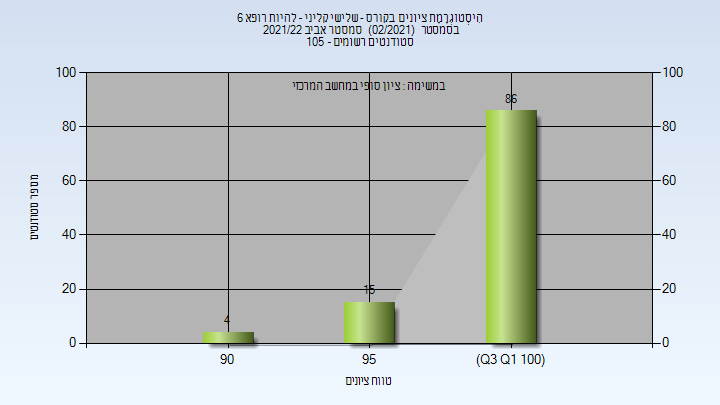 הִיסְטוֹגְרָמַת ציונים בקורס - שלישי קליני - להיות רופא 6
בסמסטר (02/2021) סמסטר אביב 2021/22
סטודנטים רשומים - 105
במשימה : ציון סופי במחשב המרכזי
מספר סטודנטים
100 100
80 80
60 60
40 40
20 20
0 0
86
15
4
90 95 (Q3 Q1 100)
טווח ציונים